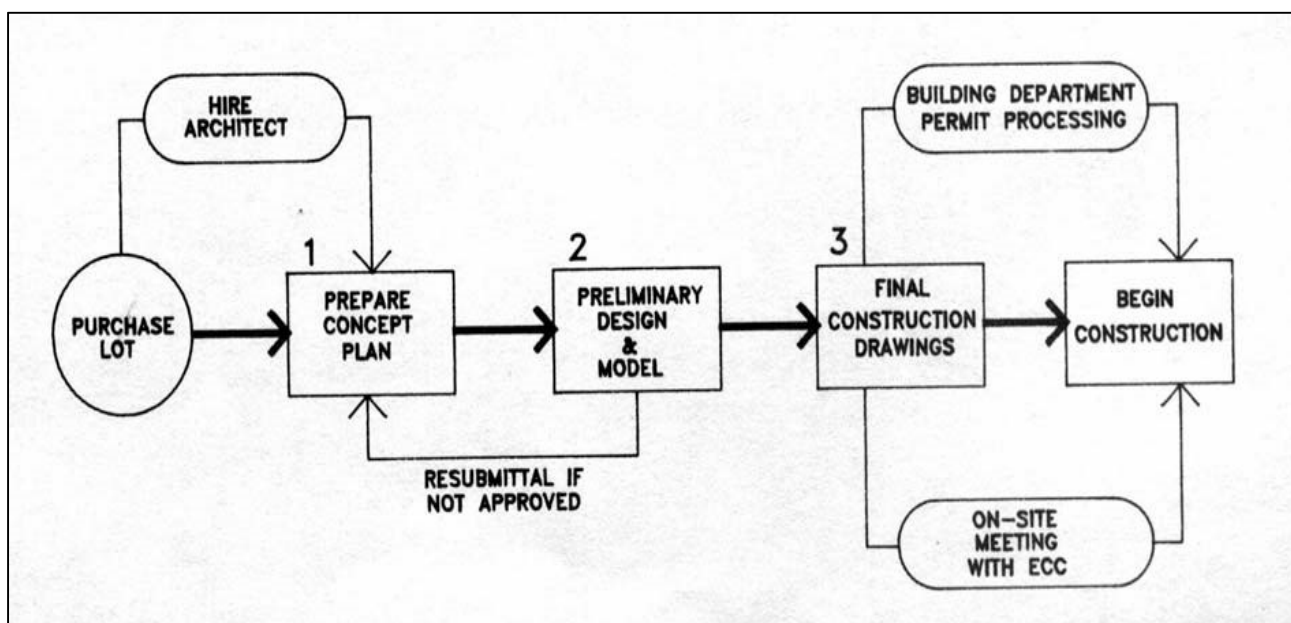 HIRE
ARCHITECT
PURCHASE
LOT
1
PREPARE
CONCEPT
PLAN
2
PRELIMINARY
DESIGN
&
MODEL
RESUBMITTAL IF
NOT APPROVED
3
FINAL
CONSTRUCTION
DRAWINGS
BUILDING DEPARTMENT
PERMIT PROCESSING
BEGIN
CONSTRUCTION
ON-SITE
MEETING
WITH ECC